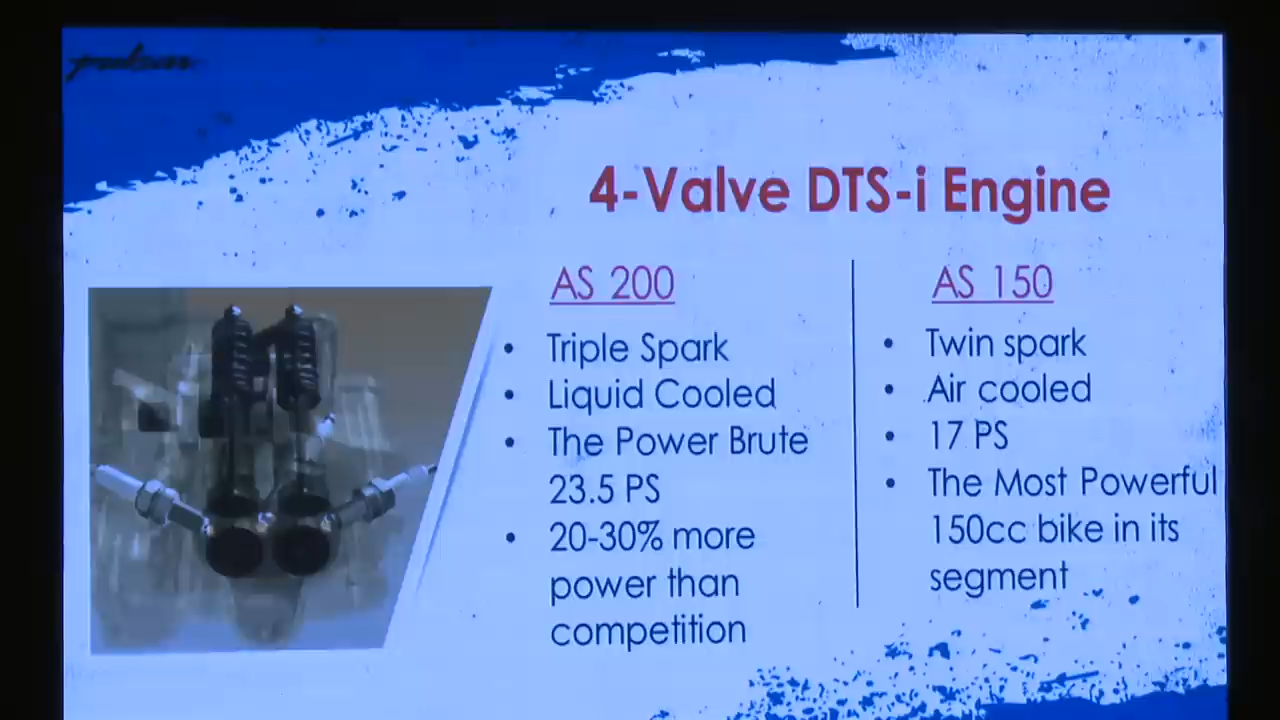 4-Valve DTS-i Engine
AS 200
• Triple Spark
• Liquid Cooled
• The Power Brute
23.5 PS
• 20-30% more
power than
competition
AS 150
• Twin spark
• Air cooled
• 17 PS
• The Most Powerful
150cc bike in its
segment